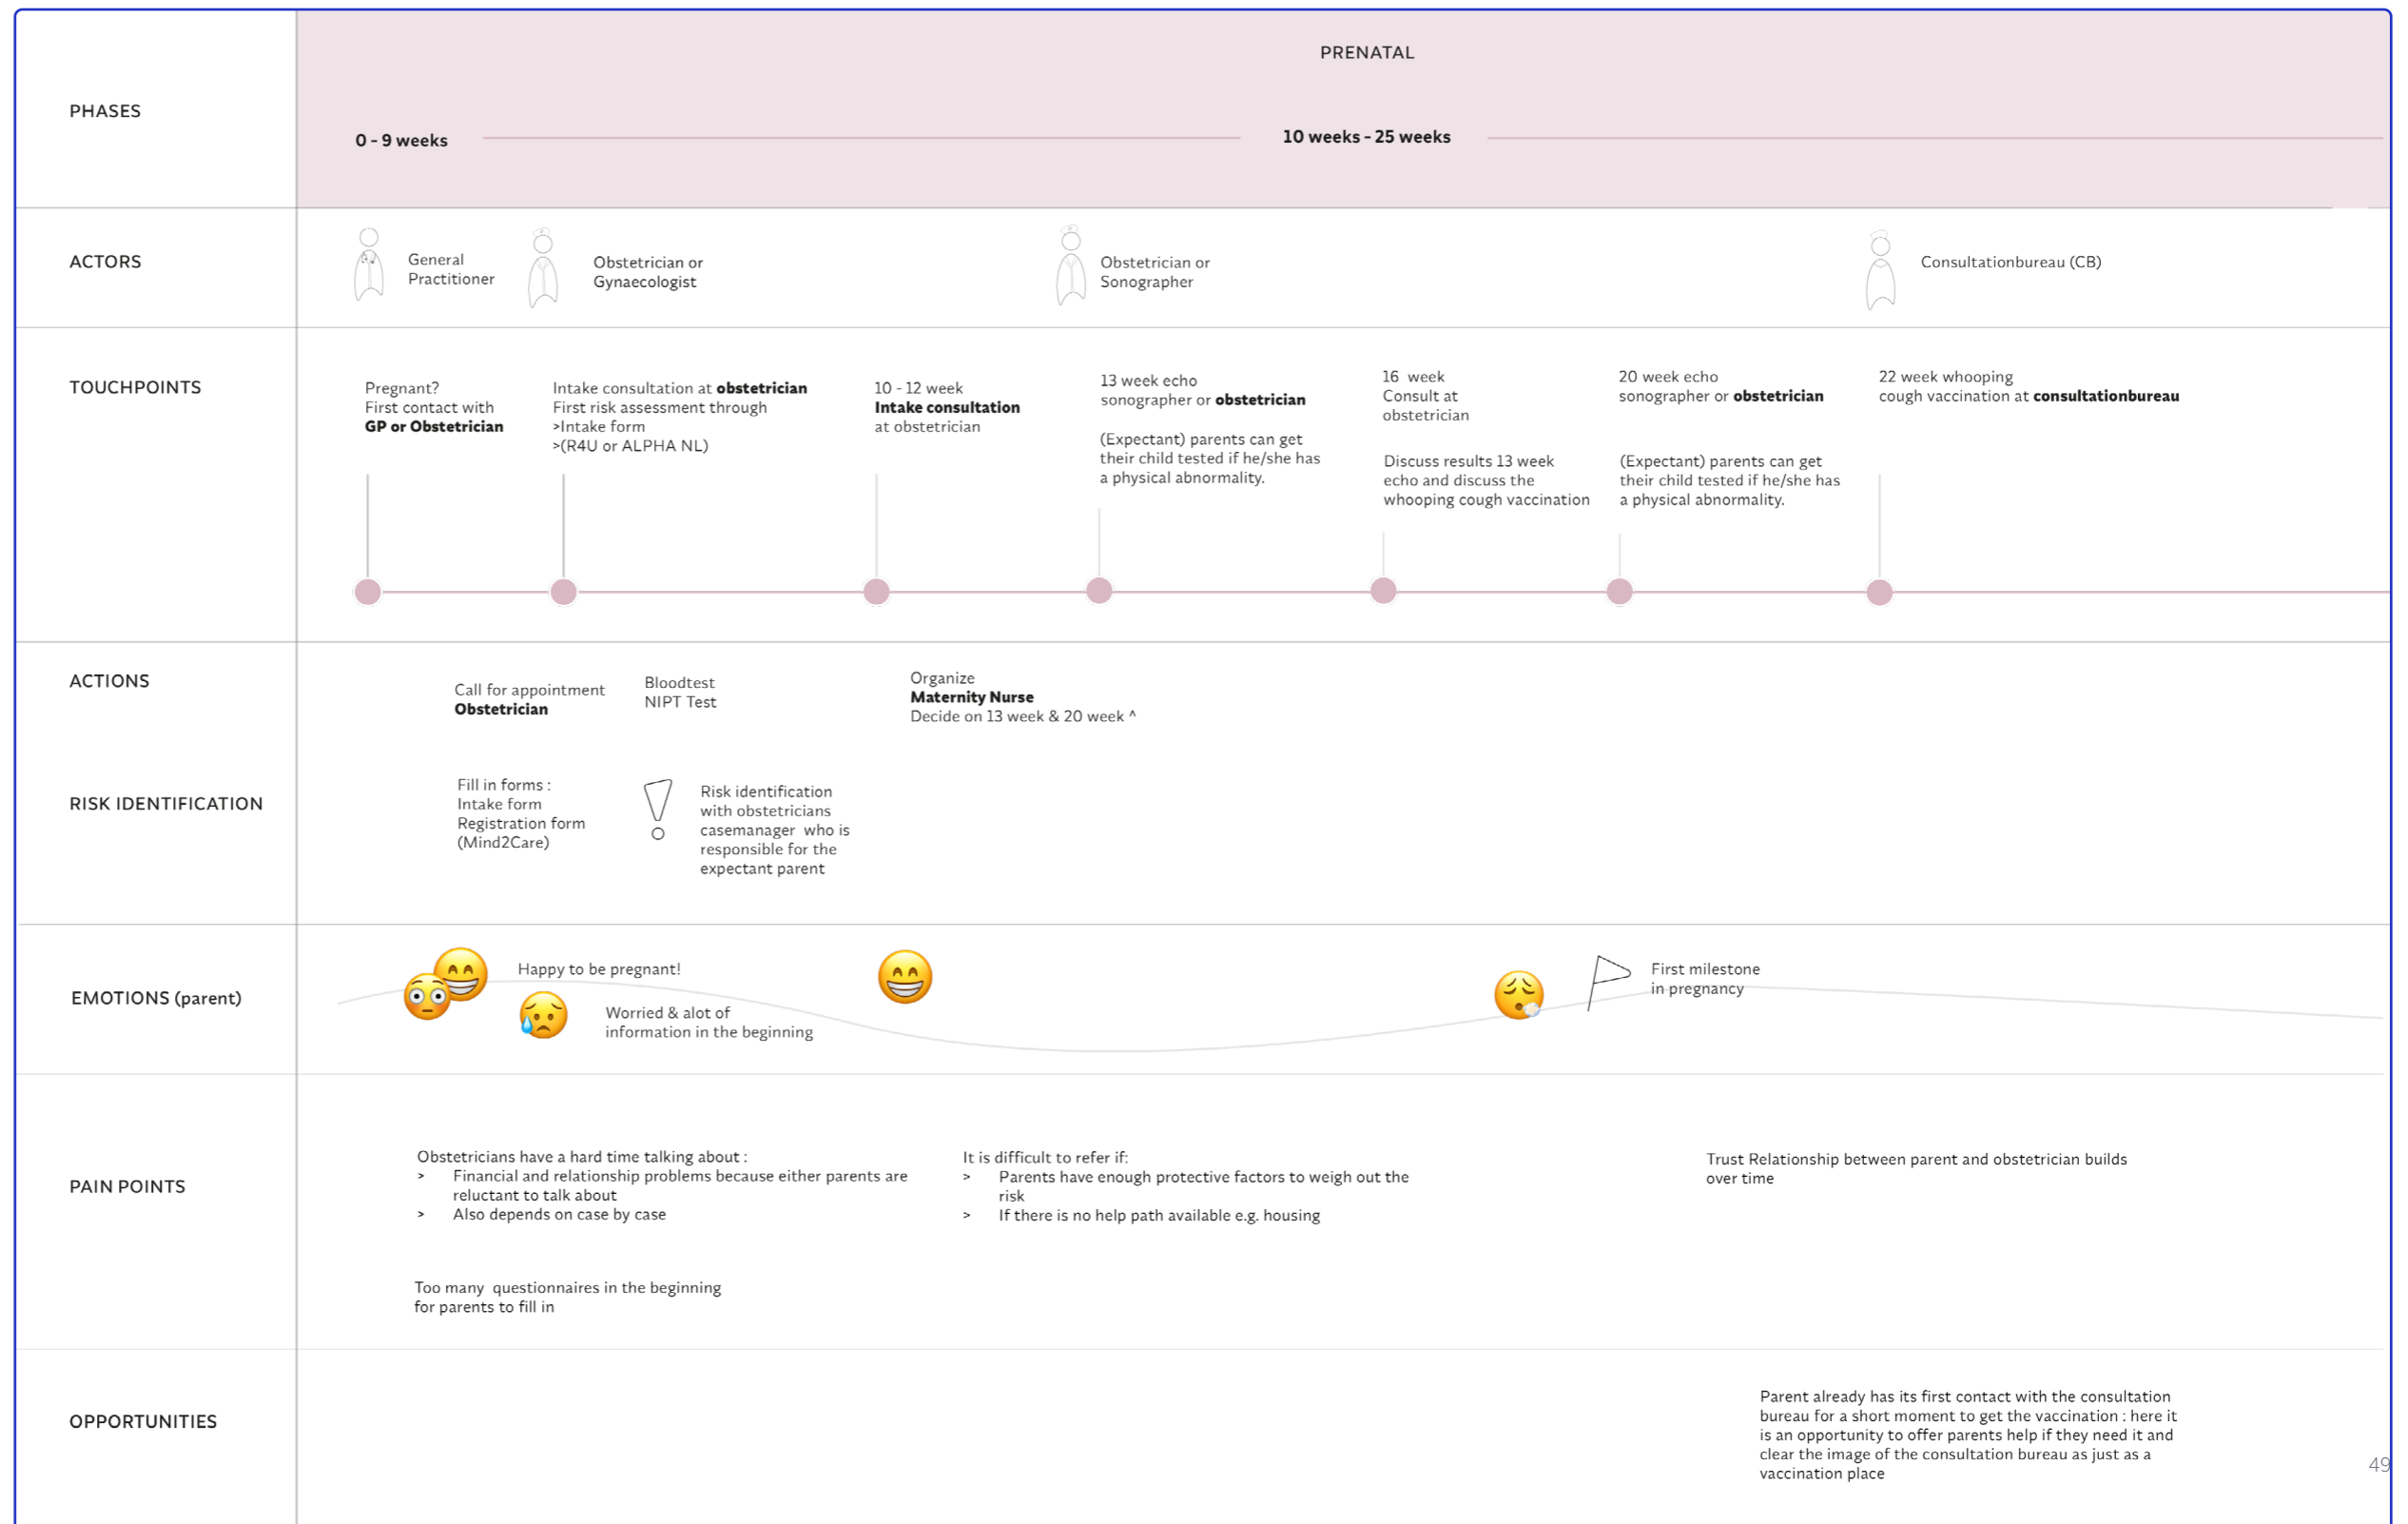 PRENATAL
PHASES
0 - 9 weeks
10 weeks - 25 weeks
ACTORS
General
Practitioner
Obstetrician or
Gynaecologist
Obstetrician or
Sonographer
Consultationbureau (CB)
TOUCHPOINTS
Pregnant?
First contact with
GP or Obstetrician
Intake consultation at obstetrician
First risk assessment through
>Intake form
>(R4U or ALPHA NL)
10 - 12 week
Intake consultation
at obstetrician
13 week echo
sonographer or obstetrician
(Expectant) parents can get
their child tested if he/she has
a physical abnormality.
16 week
Consult at
obstetrician
Discuss results 13 week
echo and discuss the
whooping cough vaccination
20 week echo
sonographer or obstetrician
(Expectant) parents can get
their child tested if he/she has
a physical abnormality.
22 week whooping
cough vaccination at consultationbureau
ACTIONS
Call for appointment
Obstetrician
Bloodtest
NIPT Test
Organize
Maternity Nurse
Decide on 13 week & 20 week ^
RISK IDENTIFICATION
Fill in forms :
Intake form
Registration form
(Mind2Care)
Risk identification
with obstetricians
casemanager who is
responsible for the
expectant parent
EMOTIONS (parent)
Happy to be pregnant!
Worried & alot of
information in the beginning
First milestone
in pregnancy
PAIN POINTS
Obstetricians have a hard time talking about :
> Financial and relationship problems because either parents are
reluctant to talk about
> Also depends on case by case
Too many questionnaires in the beginning
for parents to fill in
It is difficult to refer if:
> Parents have enough protective factors to weigh out the
risk
> If there is no help path available e.g. housing
Trust Relationship between parent and obstetrician builds
over time
OPPORTUNITIES
Parent already has its first contact with the consultation
bureau for a short moment to get the vaccination : here it
is an opportunity to offer parents help if they need it and
clear the image of the consultation bureau as just as a
vaccination place
49